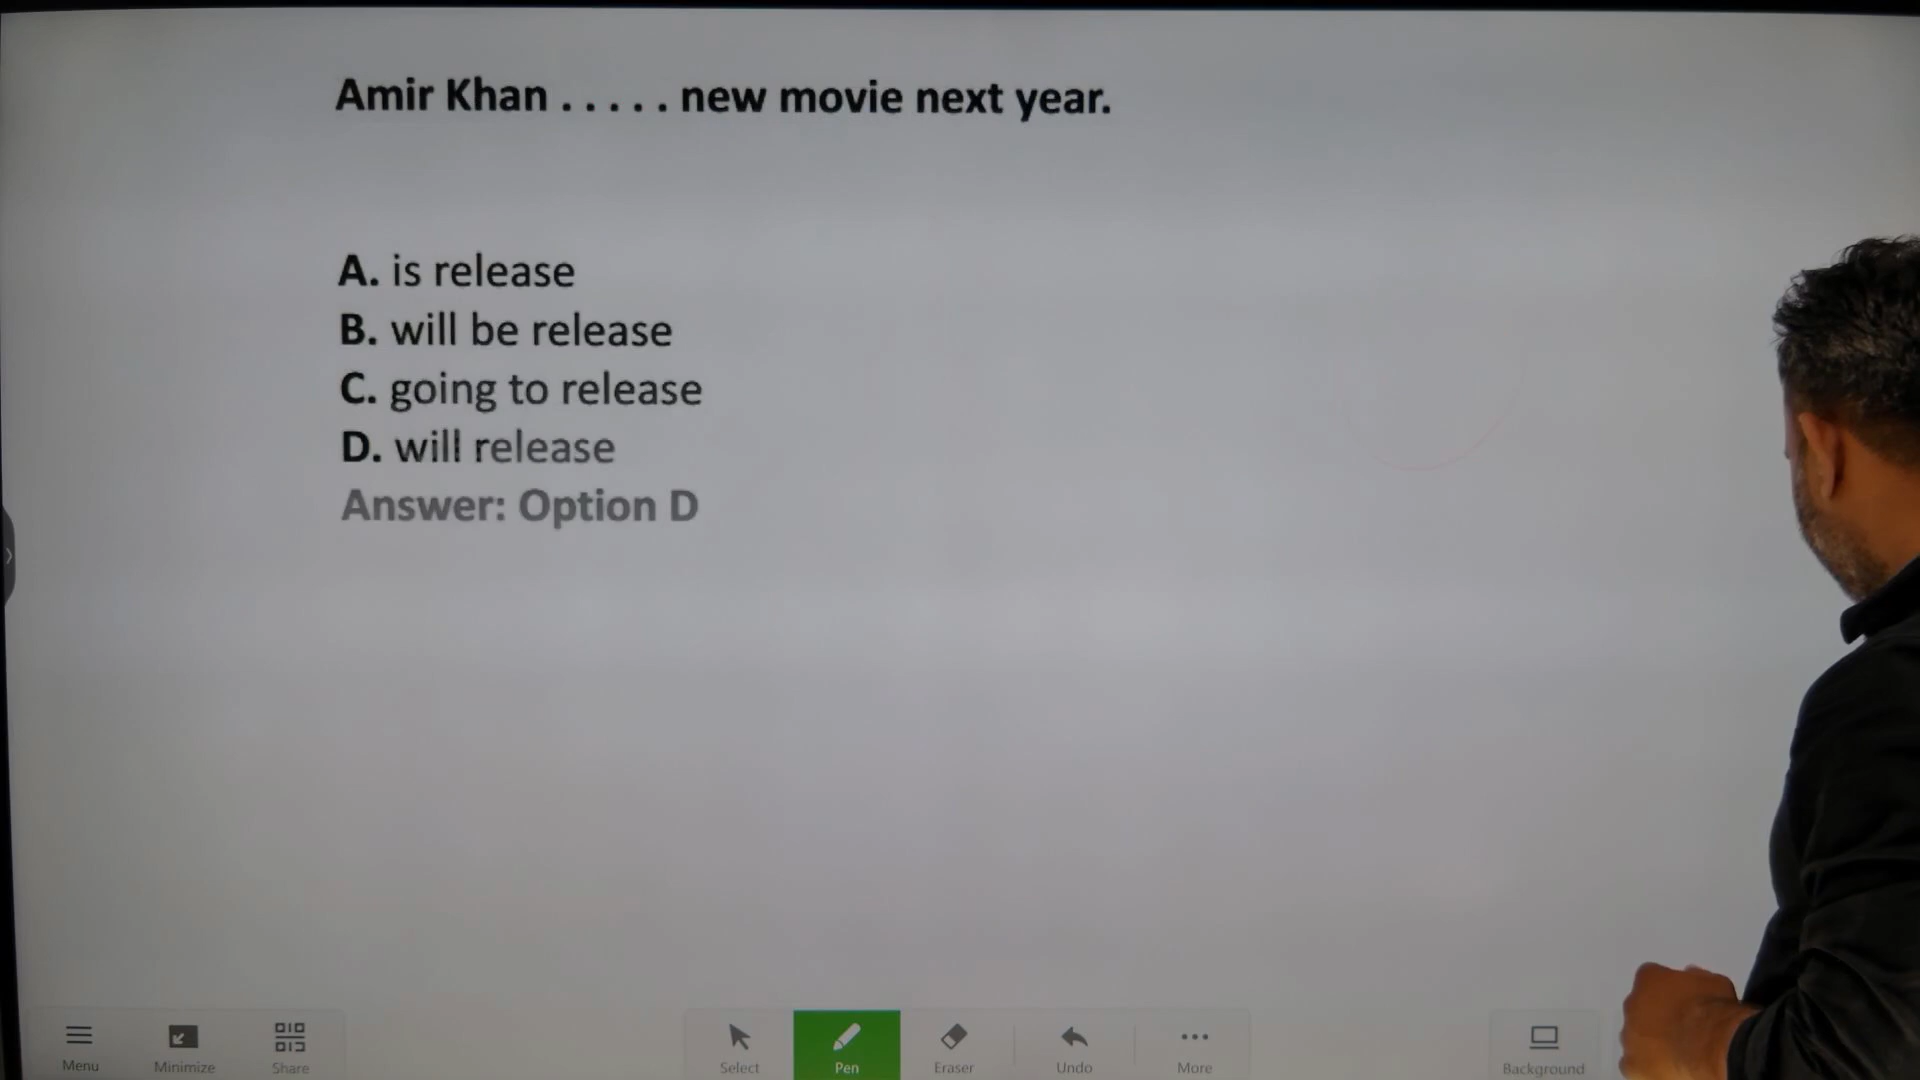 Amir Khan . . . . . new movie next year.
A. is release
B. will be release
C. going to release
D. will release
Answer: Option D
Menu
Minimize
Share
Select
Pen
Eraser
Undo
More
Background